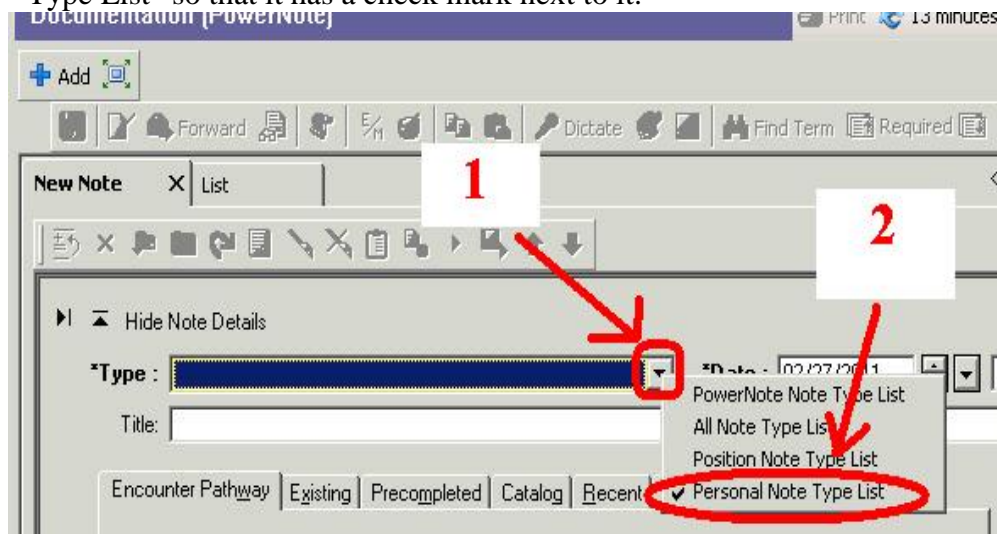 Type List" so that it has a check mark next to it.
Documentation (PowerNote) Print 13 minutes
Add
Forward E/M Dictate Find Term Required
New Note X List
1
2
Hide Note Details
*Type : *Date : 02/27/2011
PowerNote Note Type List
Title: All Note Type List
Position Note Type List
Encounter Pathway Existing Precompleted Catalog Recent ✔ Personal Note Type List